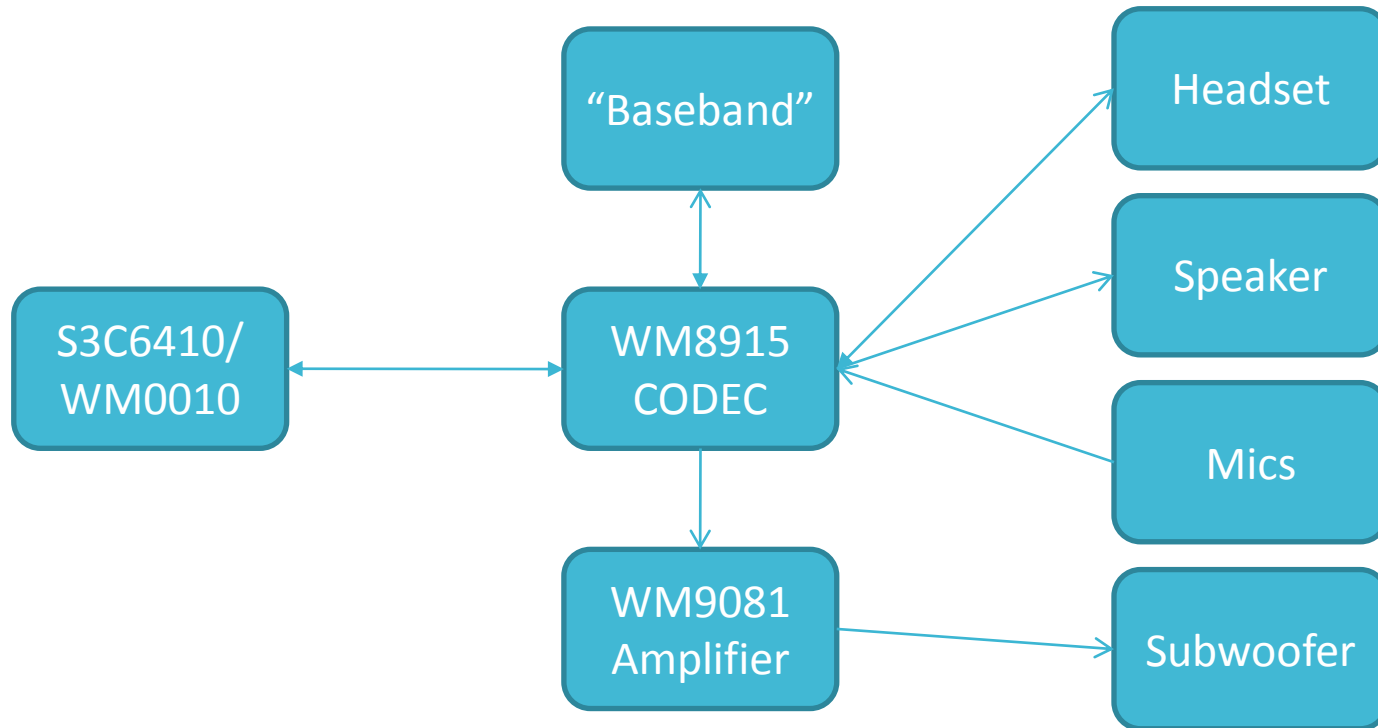 “Baseband”
Headset
Speaker
S3C6410/
WM0010
WM8915
CODEC
Mics
WM9081
Amplifier
Subwoofer